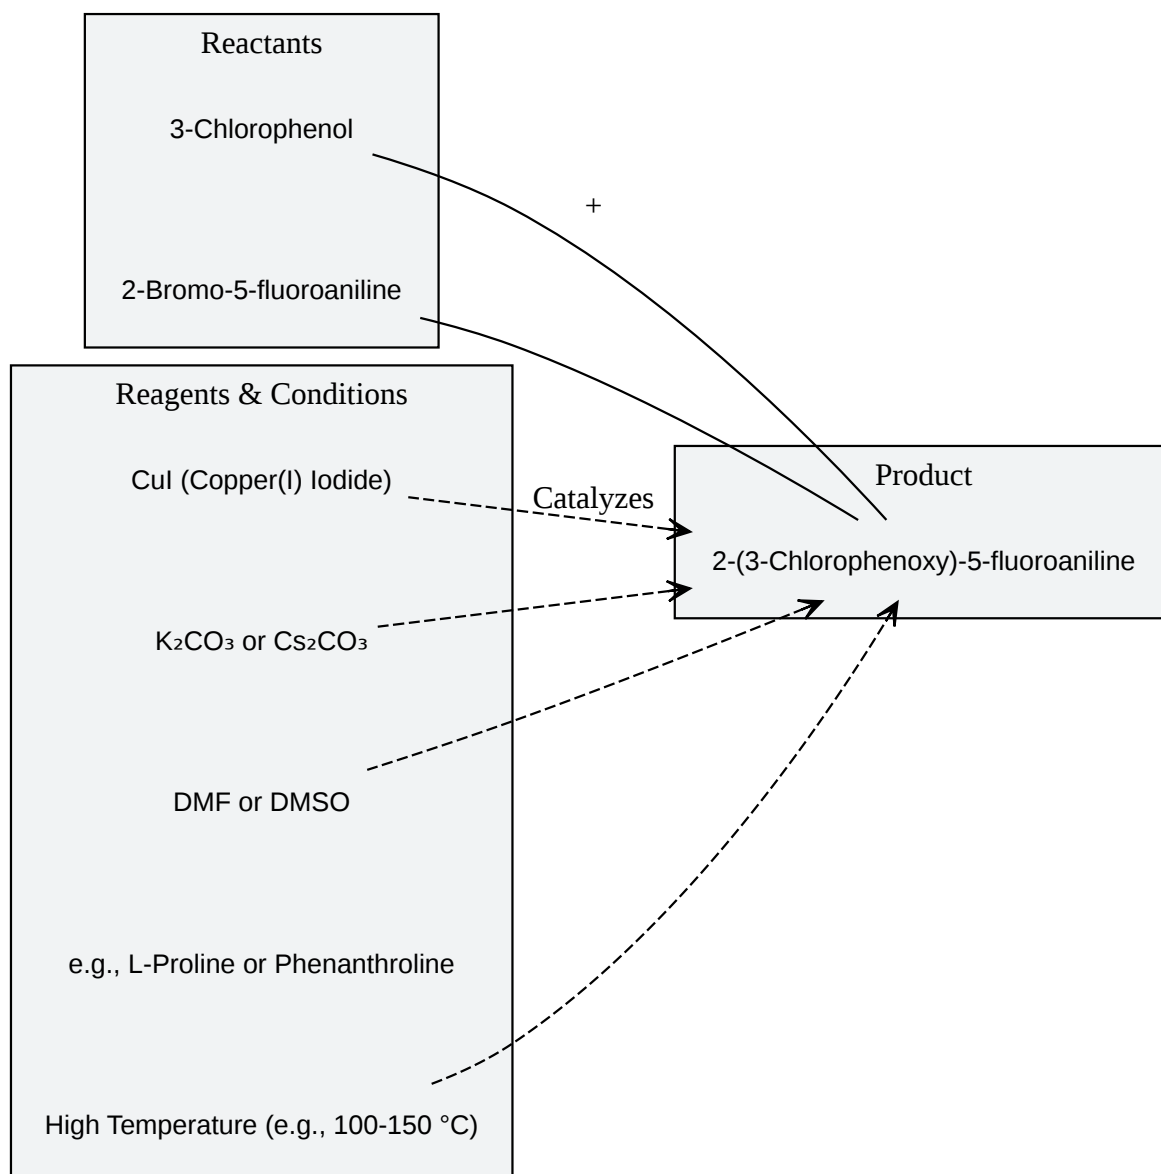 Reactants
3-Chlorophenol
+
2-Bromo-5-fluoroaniline
Reagents & Conditions
CuI (Copper(I) Iodide)
Catalyzes
K₂CO₃ or Cs₂CO₃
DMF or DMSO
e.g., L-Proline or Phenanthroline
High Temperature (e.g., 100-150 °C)
Product
2-(3-Chlorophenoxy)-5-fluoroaniline